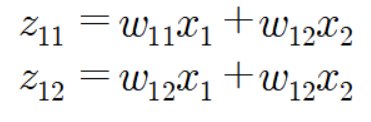 z₁₁ = w₁₁x₁ + w₁₂x₂
z₁₂ = w₁₂x₁ + w₁₂x₂